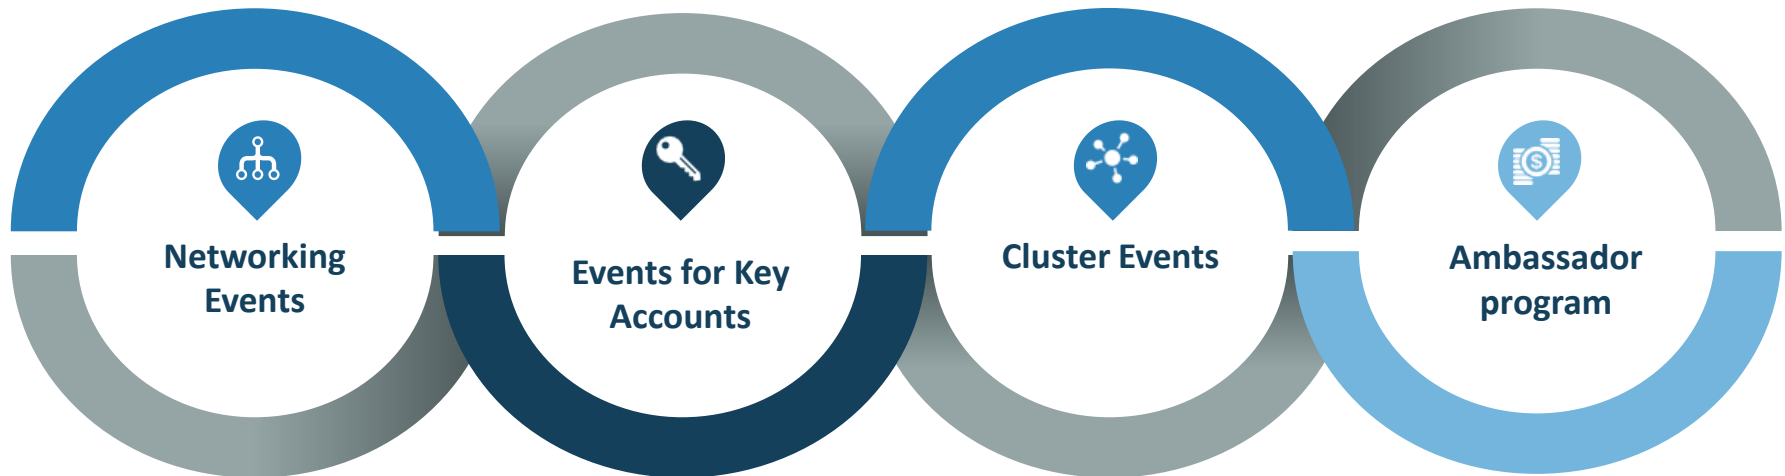 Networking
Events
Events for Key
Accounts
Cluster Events
Ambassador
program